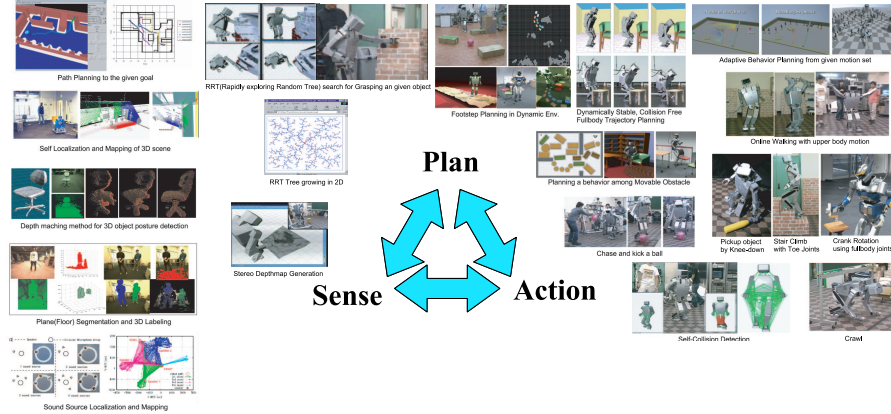 Path Planning to the given goal
RRT(Rapidly exploring Random Tree) search for Grasping an given object
Footstep Planning in Dynamic Env.
Dynamically Stable, Collision Free
Fullbody Trajectory Planning
Adaptive Behavior Planning from given motion set
Self Localization and Mapping of 3D scene
RRT Tree growing in 2D
Plan
Planning a behavior among Movable Obstacle
Online Walking with upper body motion
Depth maching method for 3D object posture detection
Stereo Depthmap Generation
Chase and kick a ball
Pickup object
by Knee-down
Stair Climb
with Toe Joints
Crank Rotation
using fullbody joints
Sense
Action
Plane(Floor) Segmentation and 3D Labeling
Self-Collision Detection
Crawl
Sound Source Localization and Mapping